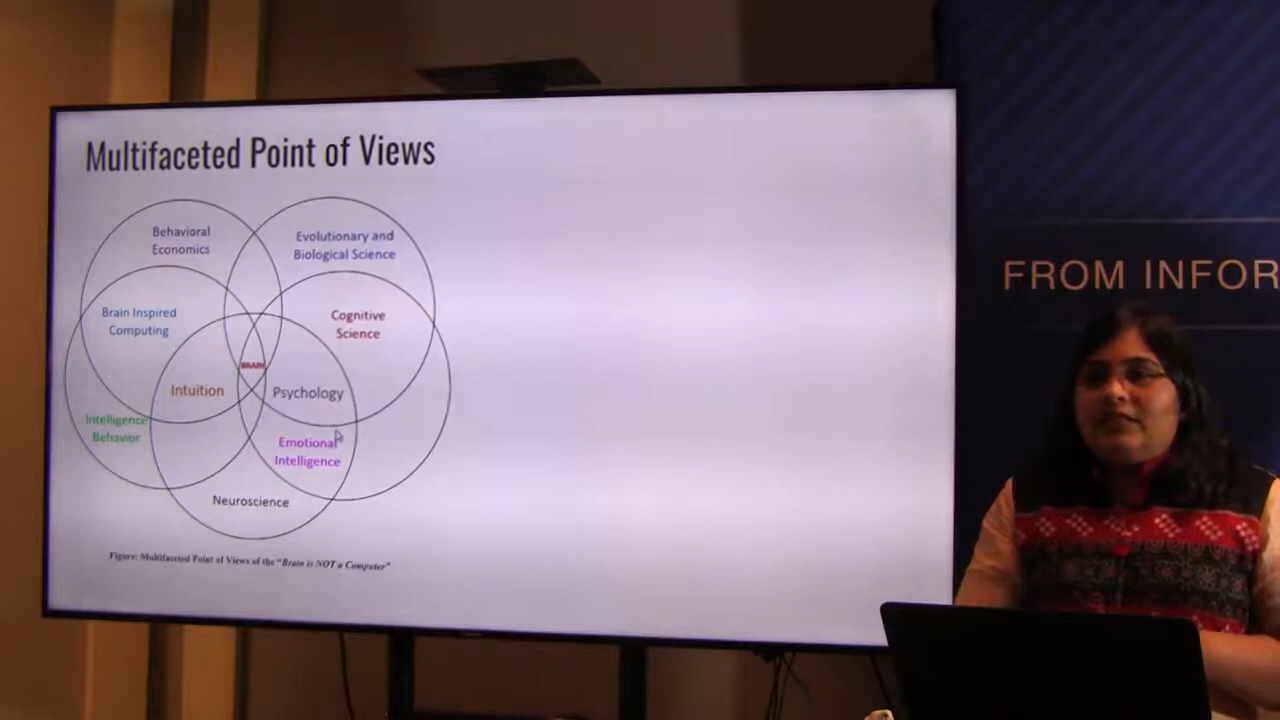 Multifaceted Point of Views
Behavioral
Economics
Evolutionary and
Biological Science
Brain Inspired
Computing
Cognitive
Science
BRAIN
Intuition
Psychology
Intelligence
Behavior
Emotional
Intelligence
Neuroscience
Figure: Multifaceted Point of Views of the "Brain is NOT a Computer"
FROM INFOR